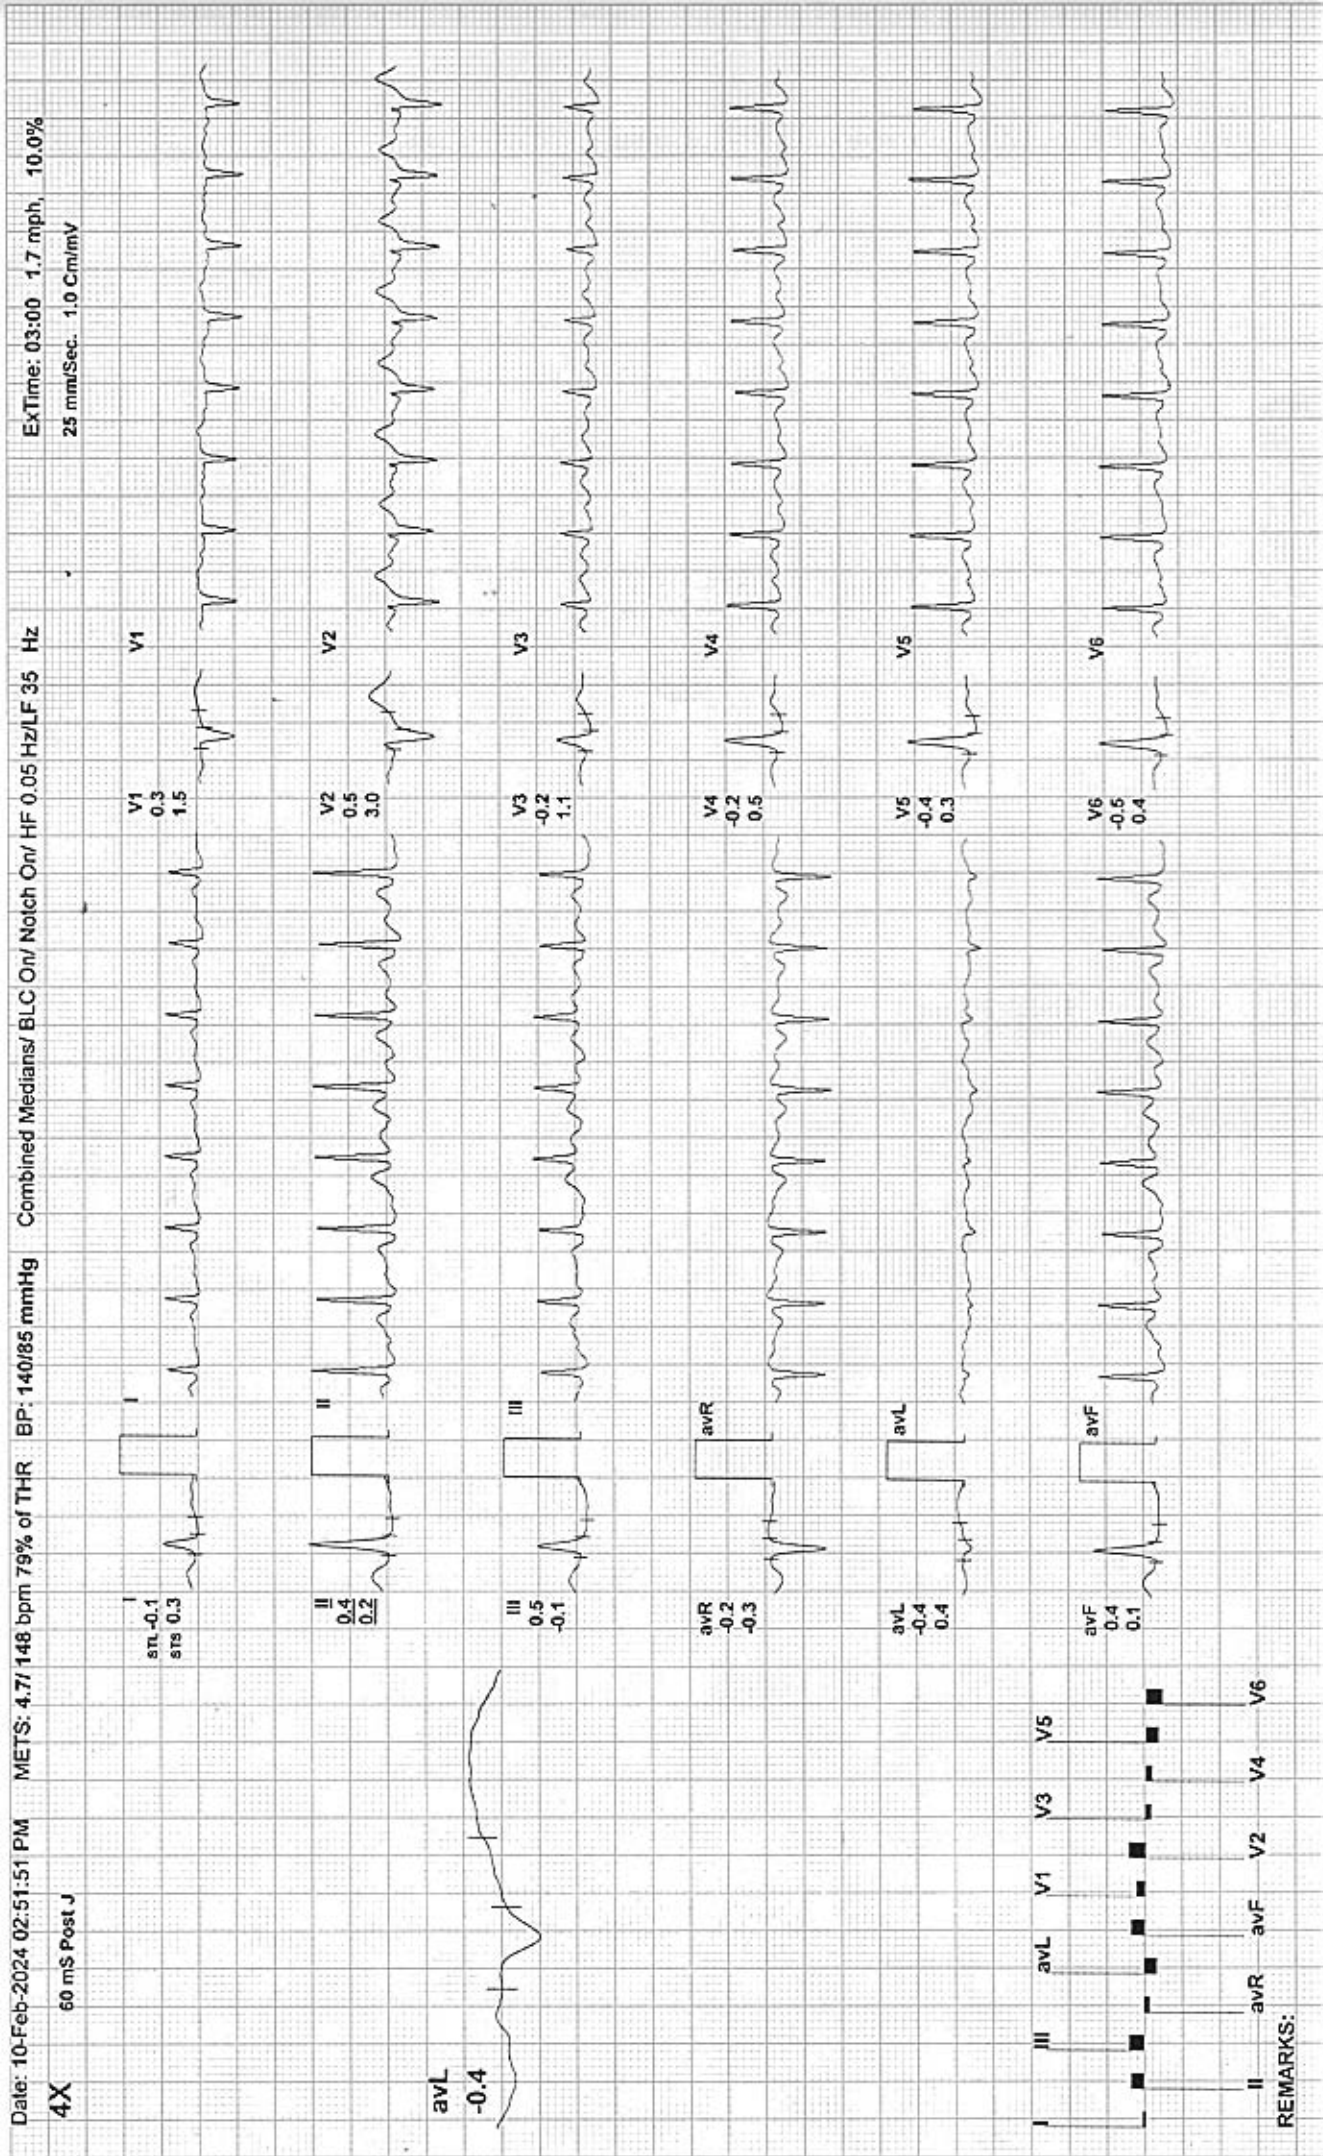 Date: 10-Feb-2024 02:51:51 PM METS: 4.7/ 148 bpm 79% of THR BP: 140/85 mmHg Combined Medians/ BLC On/ Notch On/ HF 0.05 Hz/LF 35 Hz ExTime: 03:00 1.7 mph, 10.0%
4X 60 mS Post J 25 mm/Sec. 1.0 Cm/mV
avL
-0.4
I
STL -0.1
STS 0.3
I
V1
0.3
1.5
V1
II
0.4
0.2
II
V2
0.5
3.0
V2
III
0.5
-0.1
III
V3
-0.2
1.1
V3
avR
-0.2
-0.3
avR
V4
-0.2
0.5
V4
avL
-0.4
0.4
avL
V5
-0.4
0.3
V5
avF
0.4
0.1
avF
V6
-0.5
0.4
V6
I III avL V1 V3 V5
II avR avF V2 V4 V6
REMARKS: